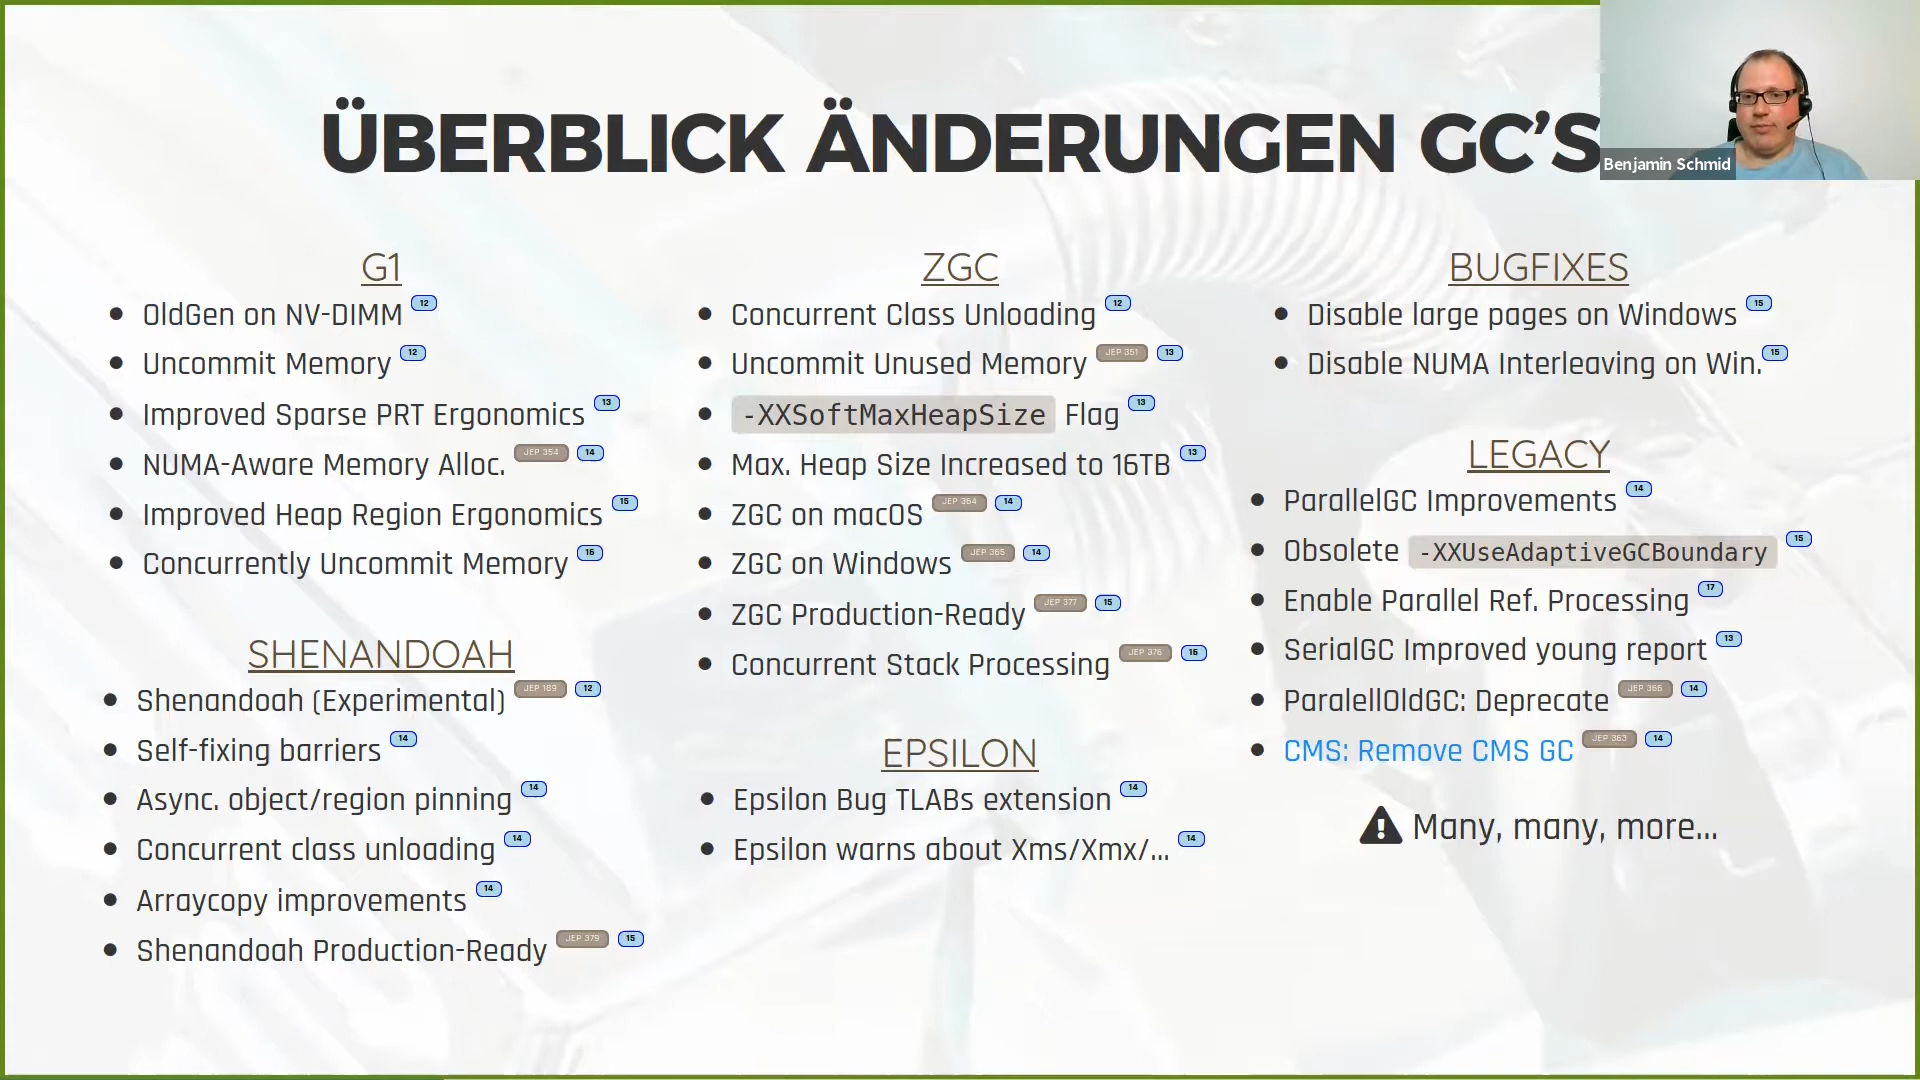 ÜBERBLICK ÄNDERUNGEN GC’S
Benjamin Schmid
G1
OldGen on NV-DIMM 12
Uncommit Memory 12
Improved Sparse PRT Ergonomics 13
NUMA-Aware Memory Alloc. JEP 354 14
Improved Heap Region Ergonomics 15
Concurrently Uncommit Memory 16
SHENANDOAH
Shenandoah (Experimental) JEP 189 12
Self-fixing barriers 14
Async. object/region pinning 14
Concurrent class unloading 14
Arraycopy improvements 14
Shenandoah Production-Ready JEP 379 15
ZGC
Concurrent Class Unloading 12
Uncommit Unused Memory JEP 351 13
-XXSoftMaxHeapSize Flag 13
Max. Heap Size Increased to 16TB 13
ZGC on macOS JEP 364 14
ZGC on Windows JEP 365 14
ZGC Production-Ready JEP 377 15
Concurrent Stack Processing JEP 376 16
EPSILON
Epsilon Bug TLABs extension 14
Epsilon warns about Xms/Xmx/... 14
BUGFIXES
Disable large pages on Windows 15
Disable NUMA Interleaving on Win. 15
LEGACY
ParallelGC Improvements 14
Obsolete -XXUseAdaptiveGCBoundary 15
Enable Parallel Ref. Processing 17
SerialGC Improved young report 13
ParalellOldGC: Deprecate JEP 366 14
CMS: Remove CMS GC JEP 363 14
Many, many, more...